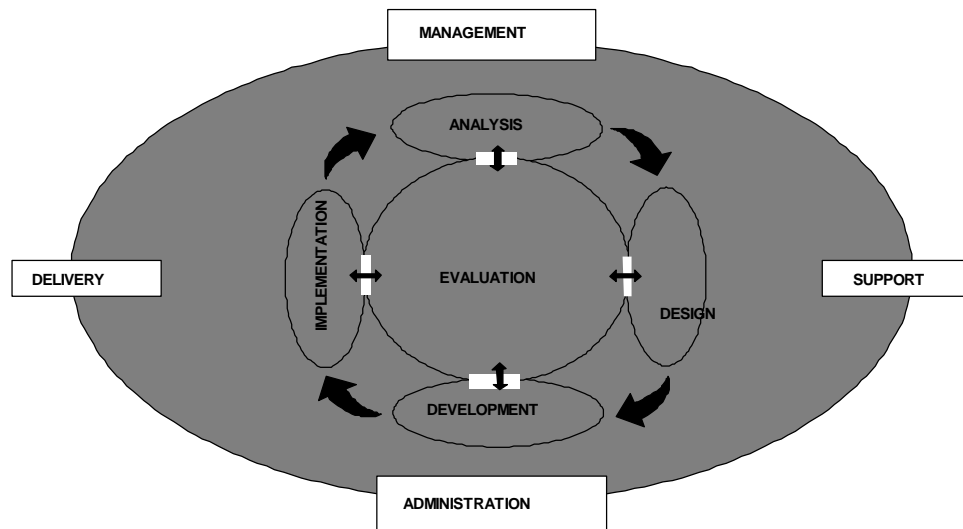 MANAGEMENT
ANALYSIS
IMPLEMENTATION
DELIVERY
EVALUATION
SUPPORT
DESIGN
DEVELOPMENT
ADMINISTRATION